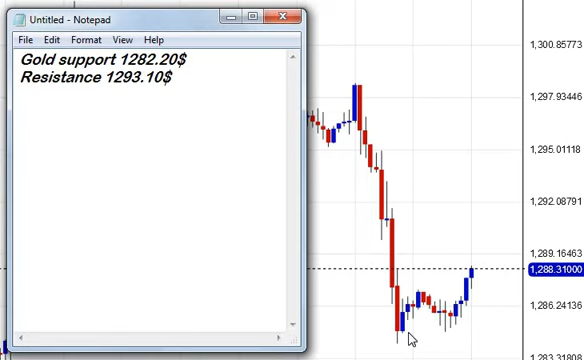 Untitled - Notepad
File Edit Format View Help
Gold support 1282.20$
Resistance 1293.10$
1,300.85773
1,297.93446
1,295.01118
1,292.08791
1,289.16463
1,288.31000
1,286.24136
1,283.31808